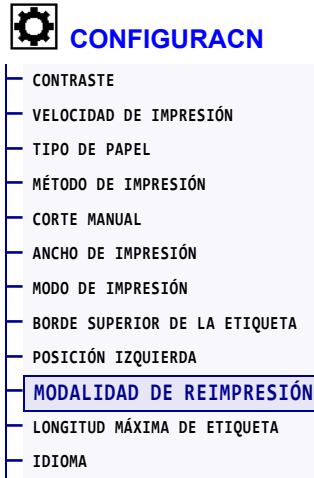 CONFIGURACN
CONTRASTE
VELOCIDAD DE IMPRESIÓN
TIPO DE PAPEL
MÉTODO DE IMPRESIÓN
CORTE MANUAL
ANCHO DE IMPRESIÓN
MODO DE IMPRESIÓN
BORDE SUPERIOR DE LA ETIQUETA
POSICIÓN IZQUIERDA
MODALIDAD DE REIMPRESIÓN
LONGITUD MÁXIMA DE ETIQUETA
IDIOMA